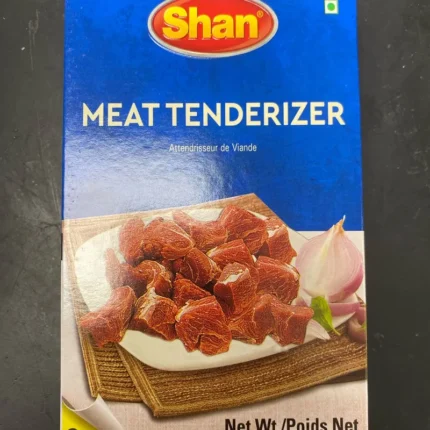 Shan
MEAT TENDERIZER
Attendrisseur de Viande
Net Wt./Poids Net